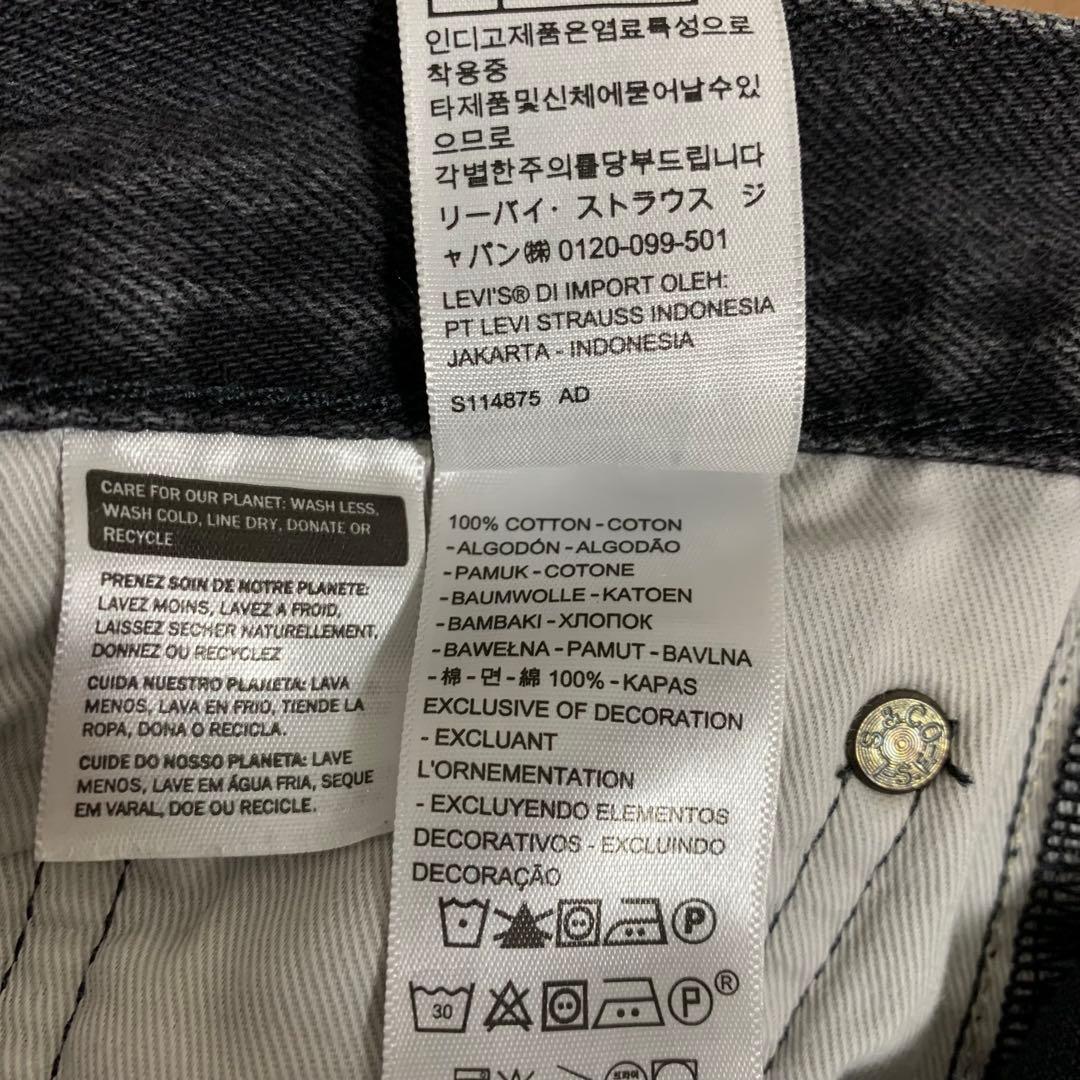 인디고제품은염료특성으로
착용중
타제품및신체에묻어날수있
으므로
각별한주의를당부드립니다
リーバイ・ストラウス ジ
ャパン㈱ 0120-099-501
LEVI'S® DI IMPORT OLEH:
PT LEVI STRAUSS INDONESIA
JAKARTA - INDONESIA
S114875 AD
CARE FOR OUR PLANET: WASH LESS,
WASH COLD, LINE DRY, DONATE OR
RECYCLE
PRENEZ SOIN DE NOTRE PLANETE:
LAVEZ MOINS, LAVEZ A FROID,
LAISSEZ SECHER NATURELLEMENT,
DONNEZ OU RECYCLEZ
CUIDA NUESTRO PLANETA: LAVA
MENOS, LAVA EN FRIO, TIENDE LA
ROPA, DONA O RECICLA.
CUIDE DO NOSSO PLANETA: LAVE
MENOS, LAVE EM ÁGUA FRIA, SEQUE
EM VARAL, DOE OU RECICLE.
100% COTTON - COTON
- ALGODÓN - ALGODÃO
- PAMUK - COTONE
- BAUMWOLLE - KATOEN
- BAMBAKI - ХЛОПОК
- BAWEŁNA - PAMUT - BAVLNA
- 棉 - 면 - 綿 100% - KAPAS
EXCLUSIVE OF DECORATION
- EXCLUANT
L'ORNEMENTATION
- EXCLUYENDO ELEMENTOS
DECORATIVOS - EXCLUINDO
DECORAÇÃO
P
30 P®
S & CO